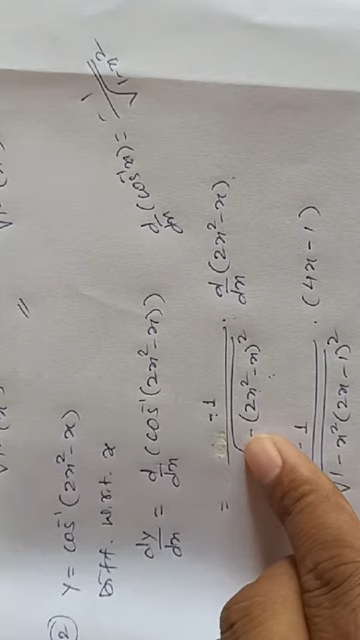 ② y = cos⁻¹(2x²-x)
Diff. w.r.t. x
dy/dx = d/dx (cos⁻¹(2x²-x))
d/dx (cos⁻¹x) = -1/√1-x²
= -1/√1-(2x²-x)² · d/dx (2x²-x).
-1/√1-x²(2x-1)² · (4x-1)